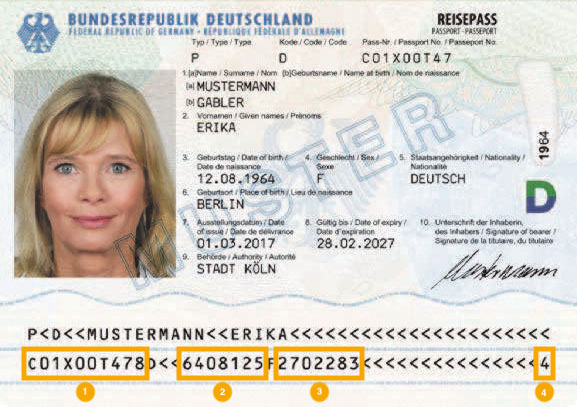 BUNDESREPUBLIK DEUTSCHLAND
FEDERAL REPUBLIC OF GERMANY • RÉPUBLIQUE FÉDÉRALE D'ALLEMAGNE
REISEPASS
PASSPORT • PASSEPORT
Typ / Type / Type Kode / Code / Code Pass-Nr. / Passport No. / Passeport No.
P D C01X00T47
1.[a]Name / Surname / Nom [b]Geburtsname / Name at birth / Nom de naissance
[a] MUSTERMANN
[b] GABLER
2. Vornamen / Given names / Prénoms
ERIKA
3. Geburtstag / Date of birth / Date de naissance
12.08.1964
4. Geschlecht / Sex / Sexe
F
5. Staatsangehörigkeit / Nationality / Nationalité
DEUTSCH
6. Geburtsort / Place of birth / Lieu de naissance
BERLIN
7. Ausstellungsdatum / Date of issue / Date de délivrance
01.03.2017
8. Gültig bis / Date of expiry / Date d'expiration
28.02.2027
9. Behörde / Authority / Autorité
STADT KÖLN
10. Unterschrift der Inhaberin, des Inhabers / Signature of bearer / Signature de la titulaire, du titulaire
Mustermann
1964
D
MUSTER
P<D<<MUSTERMANN<<ERIKA<<<<<<<<<<<<<<<<<<<<<<
C01X00T478D<<6408125F2702283<<<<<<<<<<<<<<<4
1 2 3 4